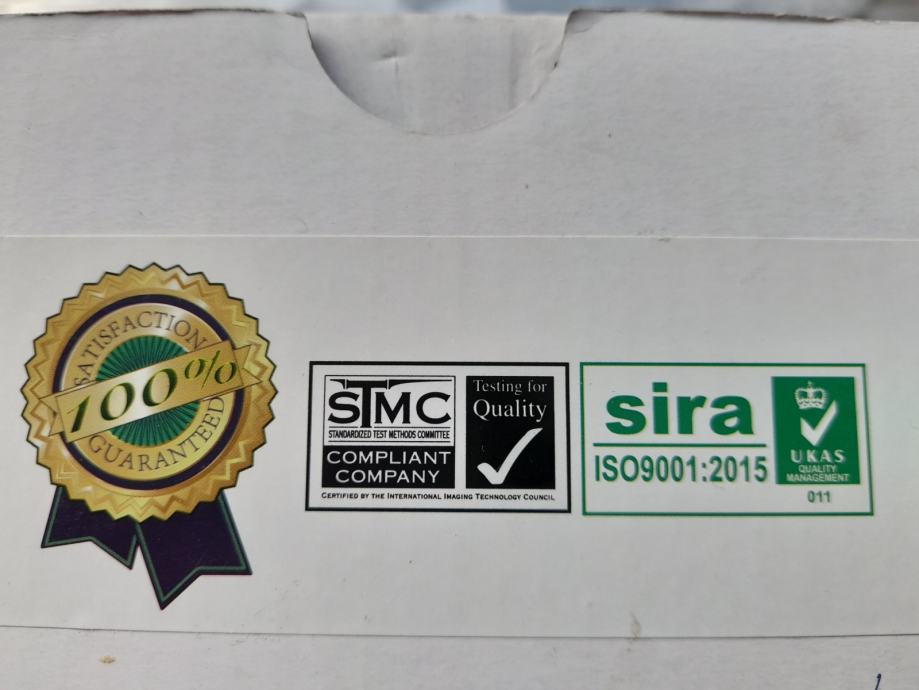 SATISFACTION
100%
GUARANTEED
STMC
STANDARDIZED TEST METHODS COMMITTEE
COMPLIANT
COMPANY
Testing for
Quality
CERTIFIED BY THE INTERNATIONAL IMAGING TECHNOLOGY COUNCIL
sira
ISO9001:2015
UKAS
QUALITY
MANAGEMENT
011